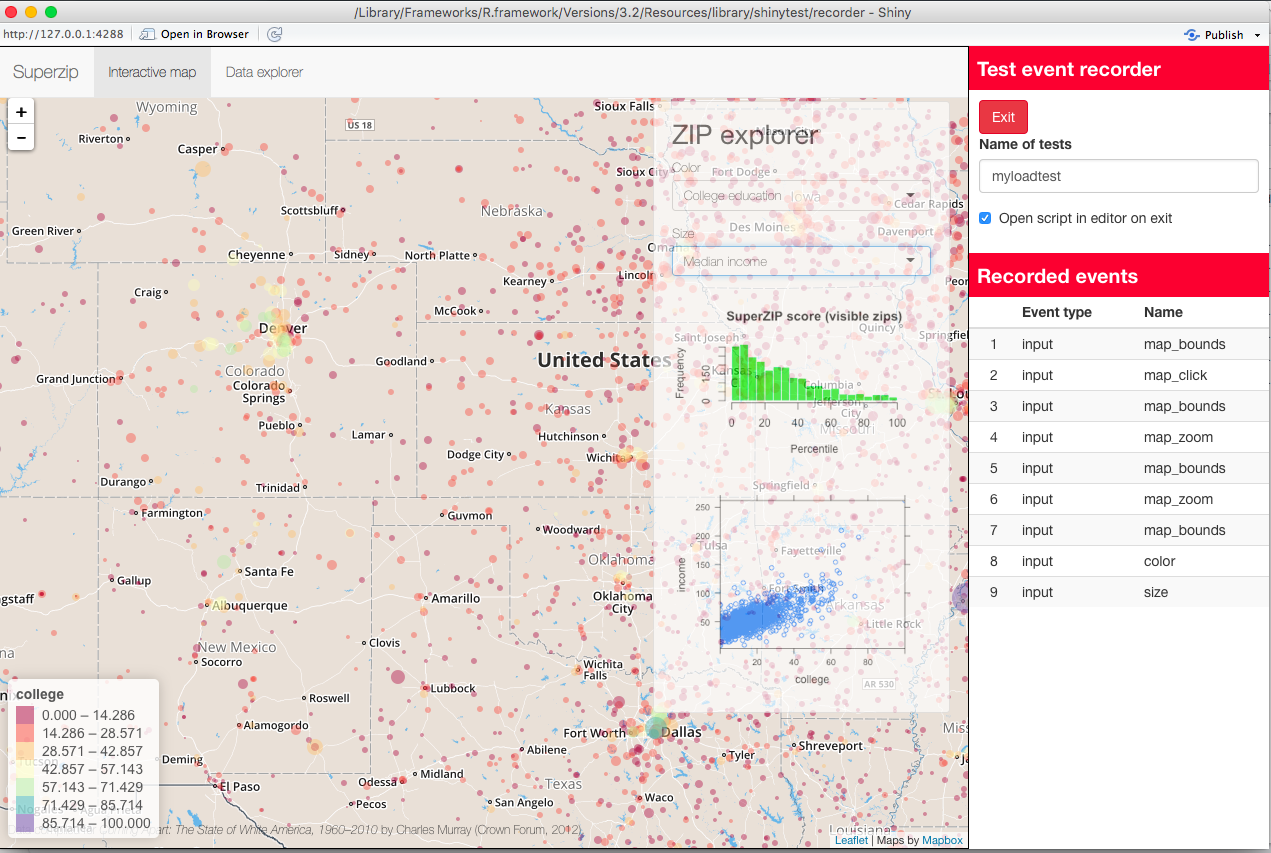 /Library/Frameworks/R.framework/Versions/3.2/Resources/library/shinytest/recorder - Shiny
http://127.0.0.1:4288
Open in Browser
Publish
Superzip
Interactive map
Data explorer
+
−
Wyoming
US 18
Riverton
Casper
Scottsbluff
Green River
Nebraska
Cheyenne
Sidney
North Platte
Craig
Kearney
McCook
Denver
Goodland
United States
Grand Junction
Colorado
Colorado
Springs
Kansas
Pueblo
Lamar
Hutchinson
Dodge City
Wichita
Durango
Trinidad
Farmington
Guymon
Woodward
Oklahoma
Gallup
Santa Fe
gstaff
Albuquerque
Amarillo
Oklahoma
City
New Mexico
Clovis
na
Socorro
Wichita
Falls
Roswell
Lubbock
Alamogordo
Fort Worth
Dallas
Abilene
Tyler
Shreveport
Deming
El Paso
Odessa
Midland
Texas
Pecos
San Angelo
Waco
Louisiana
Miss
Sioux Falls
Mason City
Sioux City
Fort Dodge
Iowa
Cedar Rapids
Des Moines
Davenport
Omah
Lincoln
Peor
Quincy
Saint Joseph
Springfiel
Kansas
C
Columbia
Jefferson
City
Missouri
St. Lou
Springfield
Tulsa
Fayetteville
Fort Smith
Arkansas
Little Rock
AR 530
ZIP explorer
Color
College education
Size
Median income
SuperZIP score (visible zips)
Frequency
0 150
0 20 40 60 80 100
Percentile
income
250
200
150
100
50
20 40 60 80
college
college
0.000 – 14.286
14.286 – 28.571
28.571 – 42.857
42.857 – 57.143
57.143 – 71.429
71.429 – 85.714
85.714 – 100.000
Tucson
art: The State of White America, 1960–2010 by Charles Murray (Crown Forum, 2012).
Leaflet | Maps by Mapbox
Test event recorder
Exit
Name of tests
myloadtest
Open script in editor on exit
Recorded events
Event type Name
1 input map_bounds
2 input map_click
3 input map_bounds
4 input map_zoom
5 input map_bounds
6 input map_zoom
7 input map_bounds
8 input color
9 input size